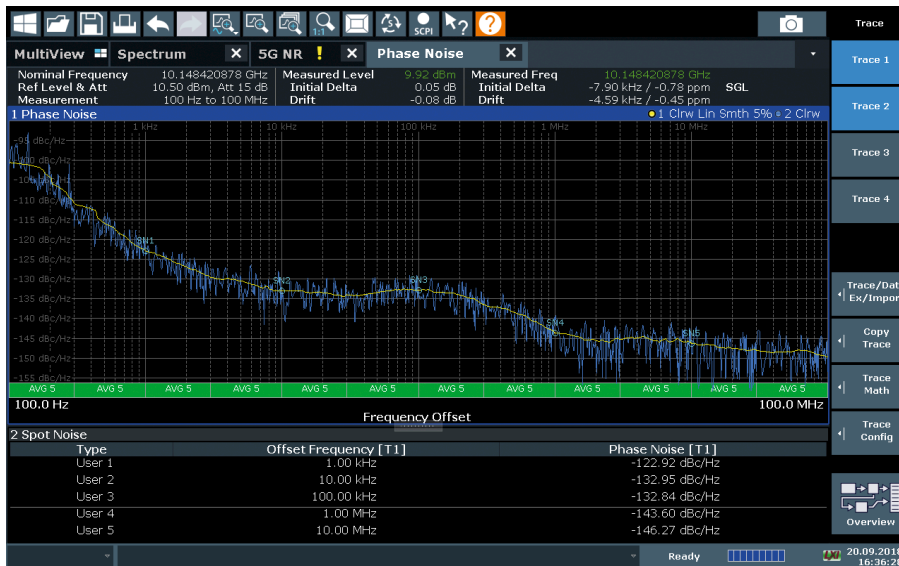 1:1
SCPI
Trace
MultiView Spectrum X 5G NR ! X Phase Noise X
Nominal Frequency 10.148420878 GHz Measured Level 9.92 dBm Measured Freq 10.148420878 GHz
Ref Level & Att 10.50 dBm, Att 15 dB Initial Delta 0.05 dB Initial Delta -7.90 kHz / -0.78 ppm SGL
Measurement 100 Hz to 100 MHz Drift -0.08 dB Drift -4.59 kHz / -0.45 ppm
1 Phase Noise 1 Clrw Lin Smth 5% 2 Clrw
1 kHz 10 kHz 100 kHz 1 MHz 10 MHz
-95 dBc/Hz
-100 dBc/Hz
-105 dBc/Hz
-110 dBc/Hz
-115 dBc/Hz
-120 dBc/Hz
-125 dBc/Hz
-130 dBc/Hz
-135 dBc/Hz
-140 dBc/Hz
-145 dBc/Hz
-150 dBc/Hz
-155 dBc/Hz
SN1
SN2
SN3
SN4
SN5
AVG 5 AVG 5 AVG 5 AVG 5 AVG 5 AVG 5 AVG 5 AVG 5 AVG 5 AVG 5 AVG 5 AVG 5
100.0 Hz 100.0 MHz
Frequency Offset
2 Spot Noise
Type Offset Frequency [T1] Phase Noise [T1]
User 1 1.00 kHz -122.92 dBc/Hz
User 2 10.00 kHz -132.95 dBc/Hz
User 3 100.00 kHz -132.84 dBc/Hz
User 4 1.00 MHz -143.60 dBc/Hz
User 5 10.00 MHz -146.27 dBc/Hz
Trace 1
Trace 2
Trace 3
Trace 4
Trace/Dat
Ex/Impor
Copy
Trace
Trace
Math
Trace
Config
Overview
Ready
20.09.2018
16:36:2